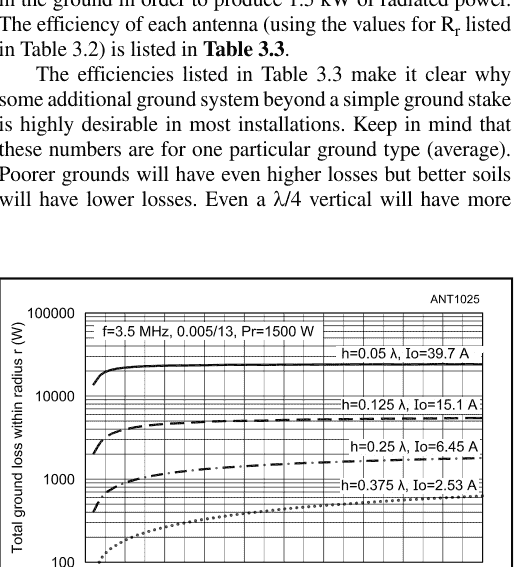 in the ground in order to produce 1.5 kW of radiated power.
The efficiency of each antenna (using the values for Rr listed
in Table 3.2) is listed in Table 3.3.
The efficiencies listed in Table 3.3 make it clear why
some additional ground system beyond a simple ground stake
is highly desirable in most installations. Keep in mind that
these numbers are for one particular ground type (average).
Poorer grounds will have even higher losses but better soils
will have lower losses. Even a λ/4 vertical will have more
ANT1025
Total ground loss within radius r (W)
100000
f=3.5 MHz, 0.005/13, Pr=1500 W
h=0.05 λ, Io=39.7 A
10000
h=0.125 λ, Io=15.1 A
h=0.25 λ, Io=6.45 A
1000
h=0.375 λ, Io=2.53 A
100